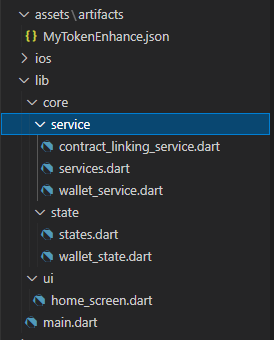 assets\artifacts
{} MyTokenEnhance.json
ios
lib
core
service
contract_linking_service.dart
services.dart
wallet_service.dart
state
states.dart
wallet_state.dart
ui
home_screen.dart
main.dart